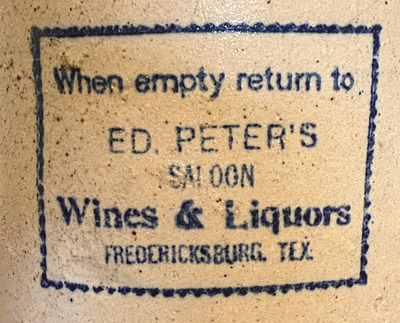 When empty return to
ED. PETER'S
SALOON
Wines & Liquors
FREDERICKSBURG. TEX.